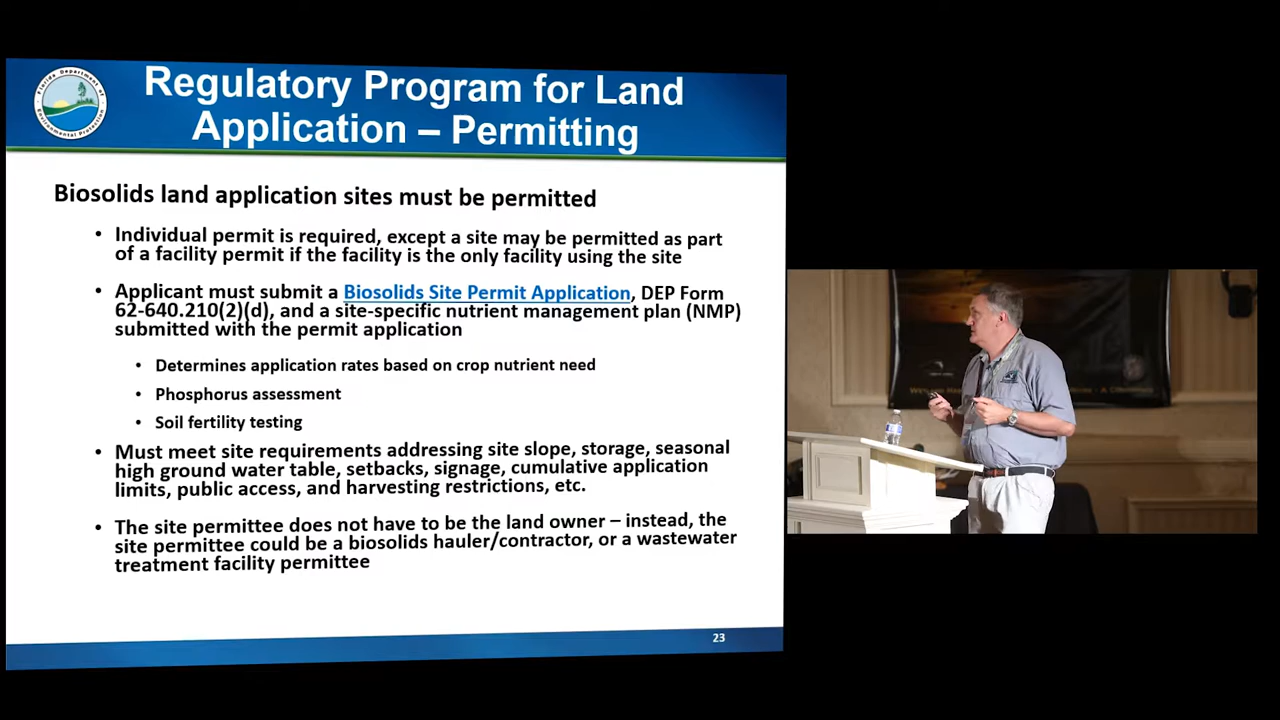 Regulatory Program for Land
Application – Permitting
Florida Department of
Environmental Protection
Biosolids land application sites must be permitted
• Individual permit is required, except a site may be permitted as part
of a facility permit if the facility is the only facility using the site
• Applicant must submit a Biosolids Site Permit Application, DEP Form
62-640.210(2)(d), and a site-specific nutrient management plan (NMP)
submitted with the permit application
• Determines application rates based on crop nutrient need
• Phosphorus assessment
• Soil fertility testing
• Must meet site requirements addressing site slope, storage, seasonal
high ground water table, setbacks, signage, cumulative application
limits, public access, and harvesting restrictions, etc.
• The site permittee does not have to be the land owner – instead, the
site permittee could be a biosolids hauler/contractor, or a wastewater
treatment facility permittee
23